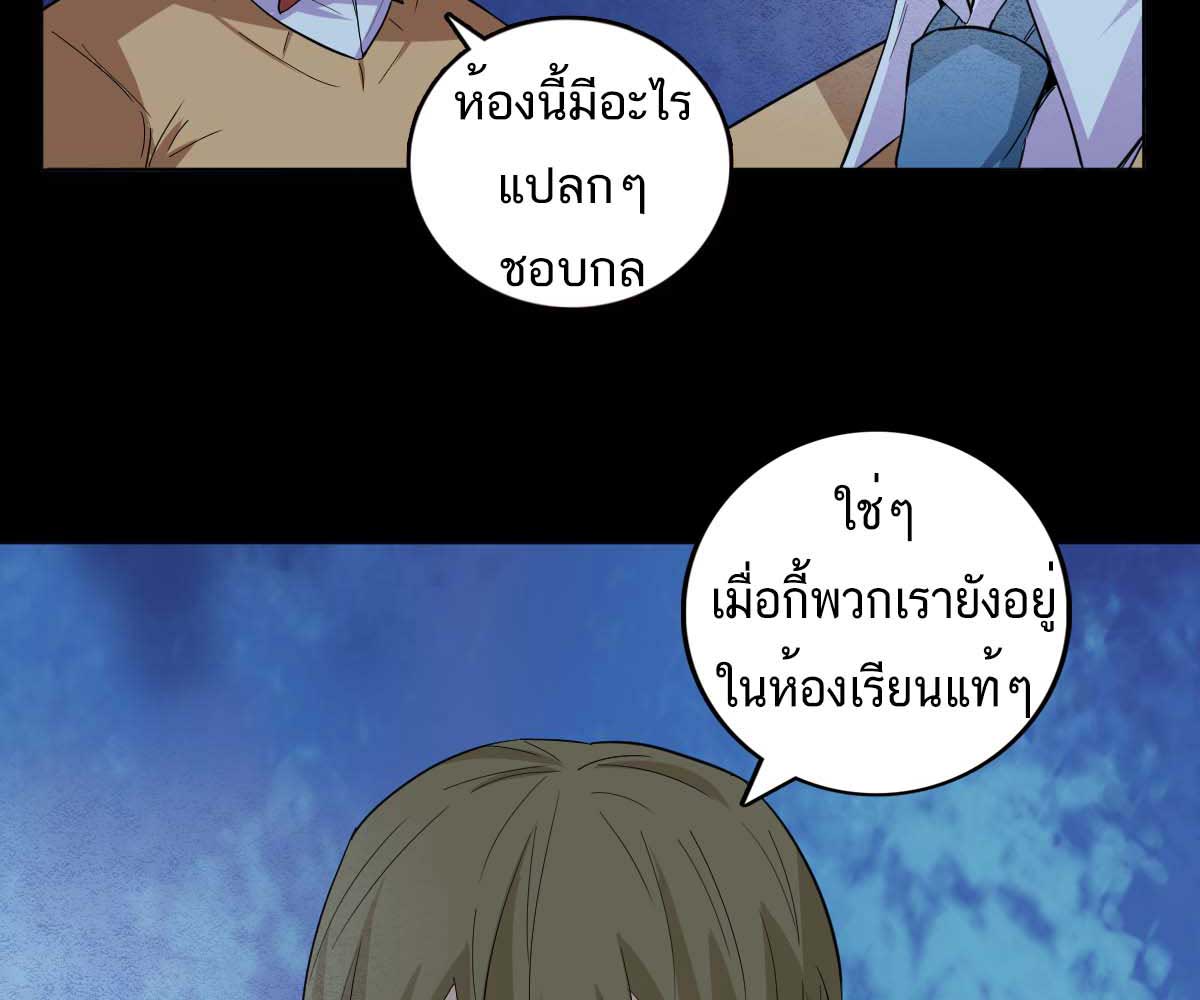 ห้องนี้มีอะไร
แปลกๆ
ชอบกล
ใช่ๆ
เมื่อกี้พวกเรายังอยู่
ในห้องเรียนแท้ๆ